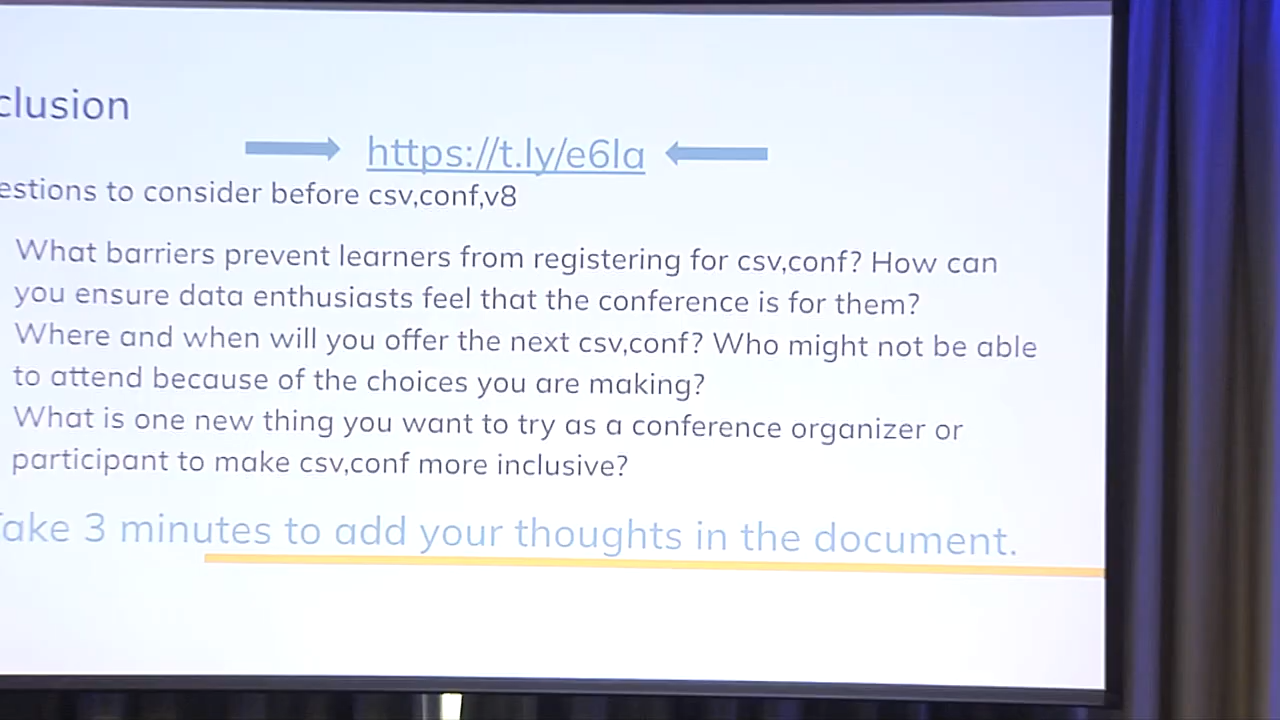 clusion
https://t.ly/e6la
estions to consider before csv,conf,v8
What barriers prevent learners from registering for csv,conf? How can
you ensure data enthusiasts feel that the conference is for them?
Where and when will you offer the next csv,conf? Who might not be able
to attend because of the choices you are making?
What is one new thing you want to try as a conference organizer or
participant to make csv,conf more inclusive?
ake 3 minutes to add your thoughts in the document.